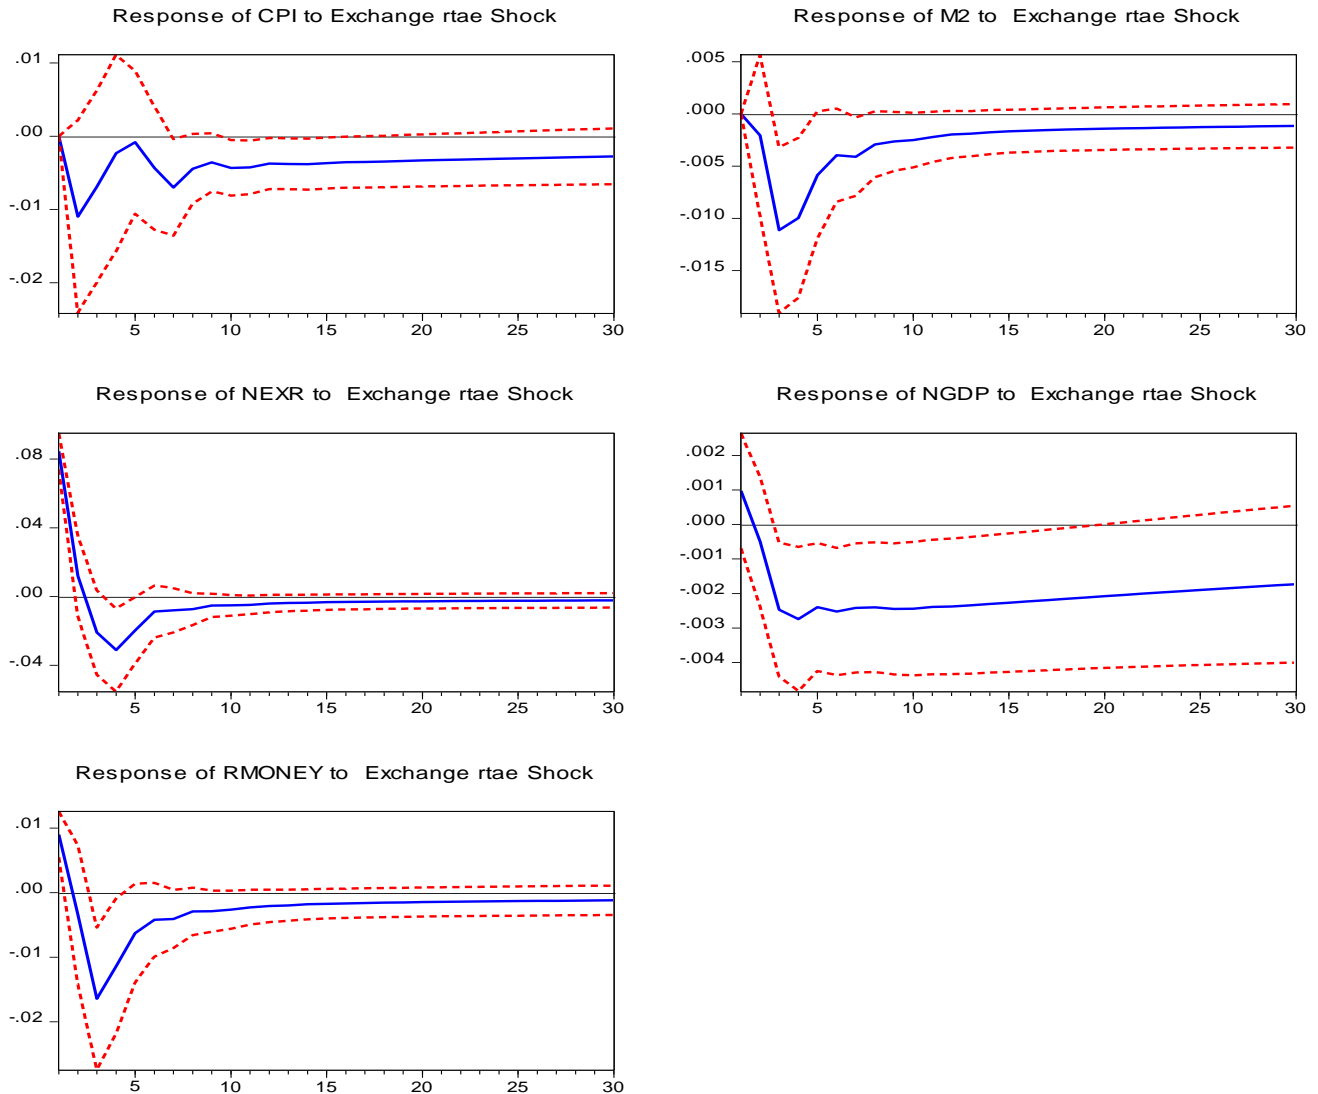 Response of CPI to Exchange rtae Shock
.01
.00
-.01
-.02
5 10 15 20 25 30
Response of M2 to Exchange rtae Shock
.005
.000
-.005
-.010
-.015
5 10 15 20 25 30
Response of NEXR to Exchange rtae Shock
.08
.04
.00
-.04
5 10 15 20 25 30
Response of NGDP to Exchange rtae Shock
.002
.001
.000
-.001
-.002
-.003
-.004
5 10 15 20 25 30
Response of RMONEY to Exchange rtae Shock
.01
.00
-.01
-.02
5 10 15 20 25 30